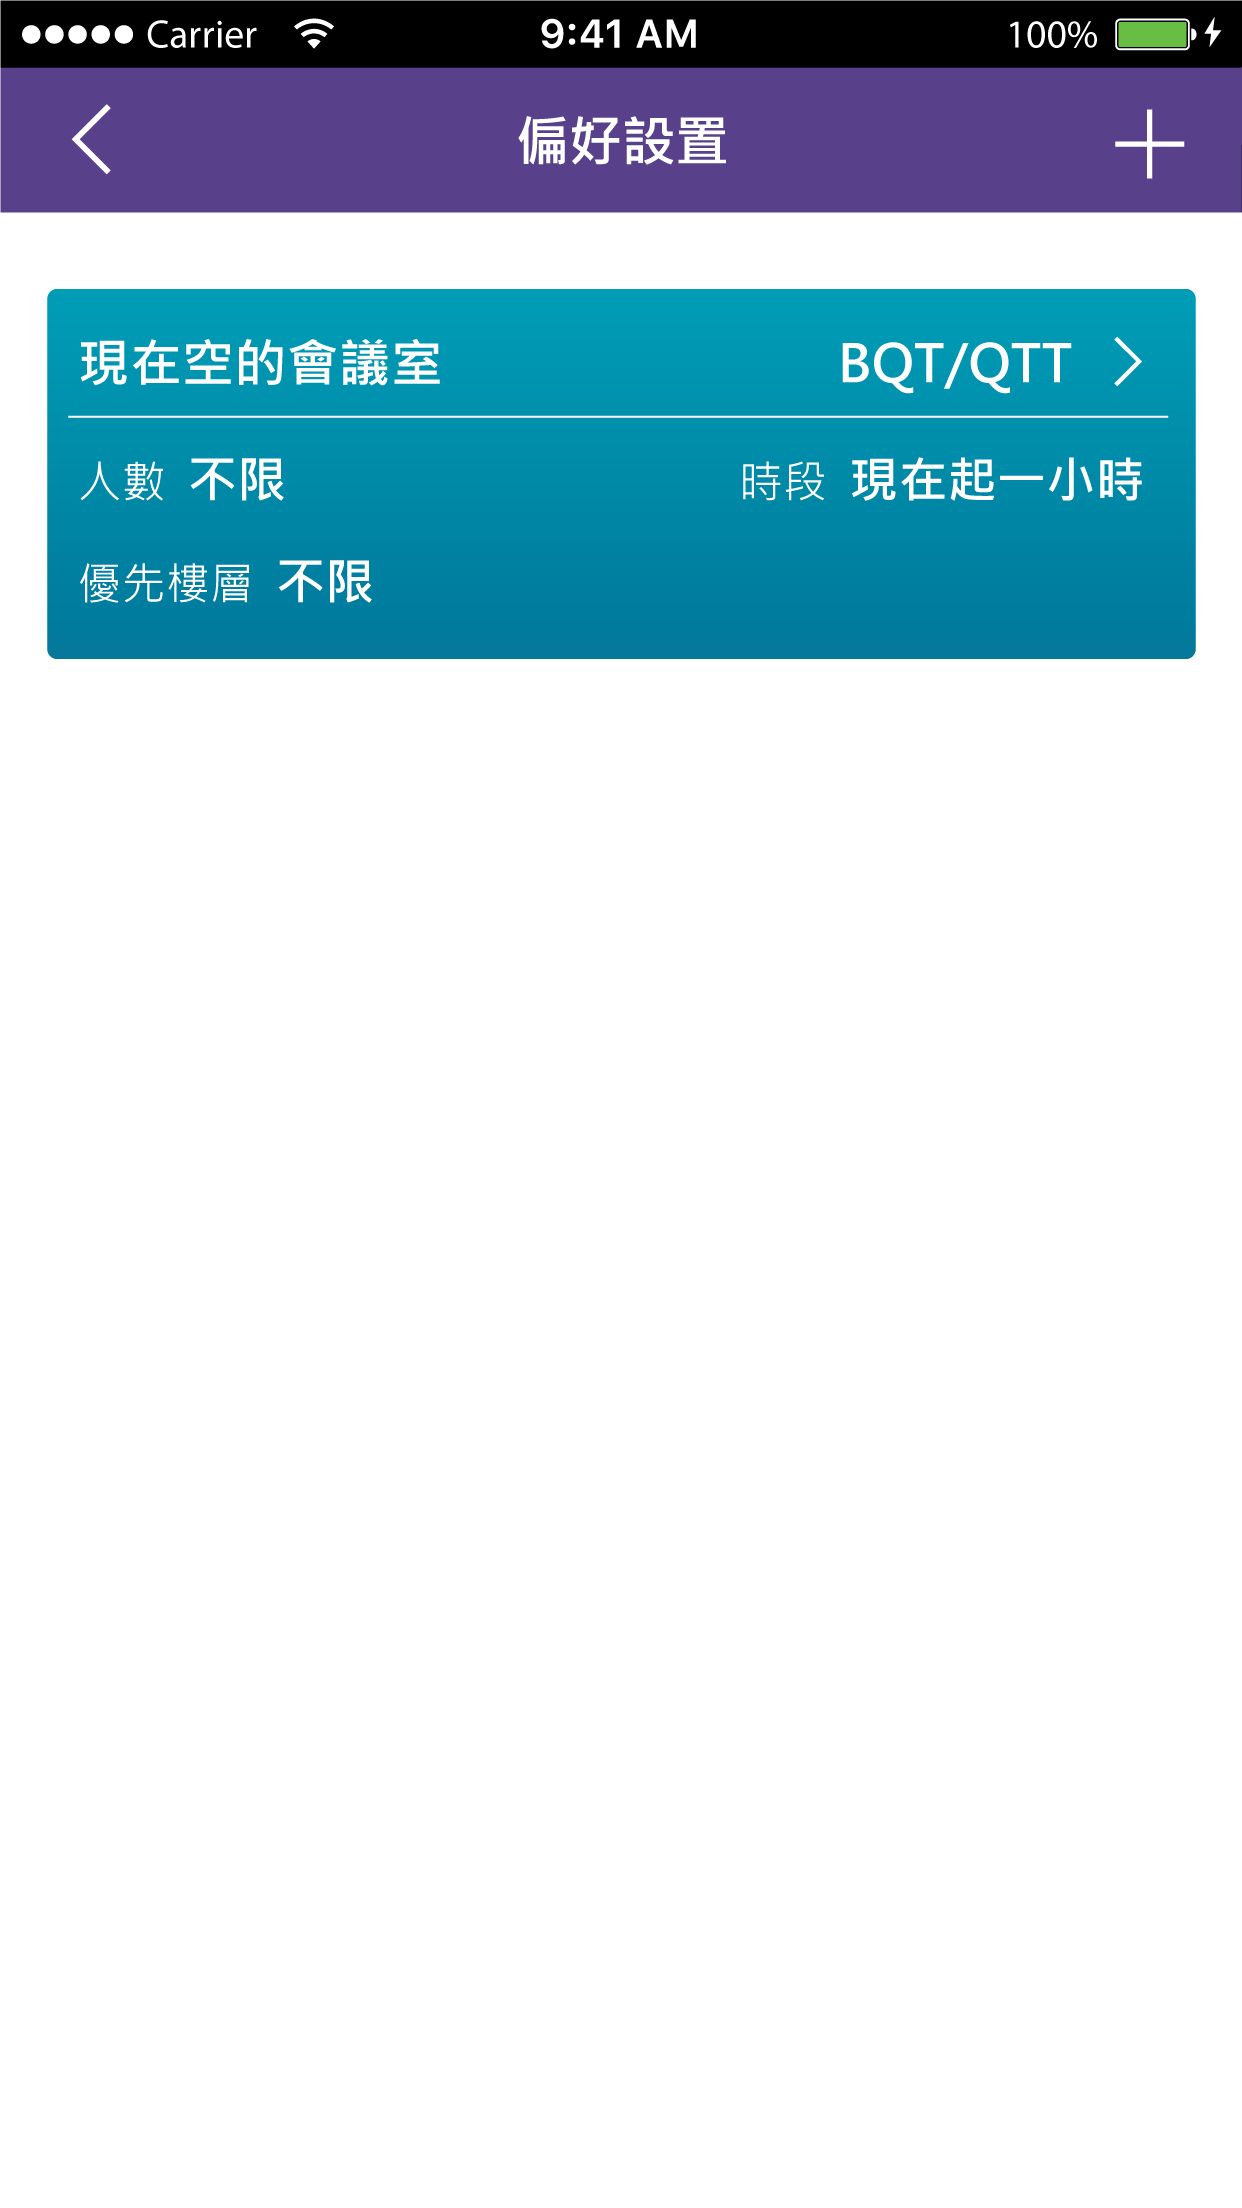 Carrier 9:41 AM 100%
偏好設置
現在空的會議室 BQT/QTT
人數 不限 時段 現在起一小時
優先樓層 不限